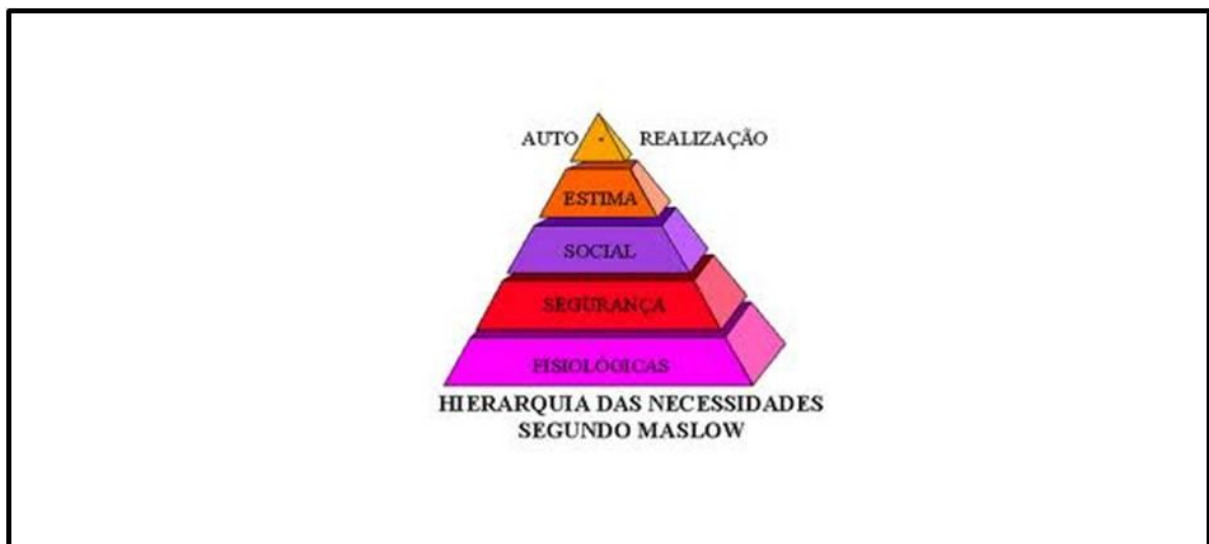 AUTO - REALIZAÇÃO
ESTIMA
SOCIAL
SEGURANÇA
FISIOLÓGICAS
HIERARQUIA DAS NECESSIDADES
SEGUNDO MASLOW